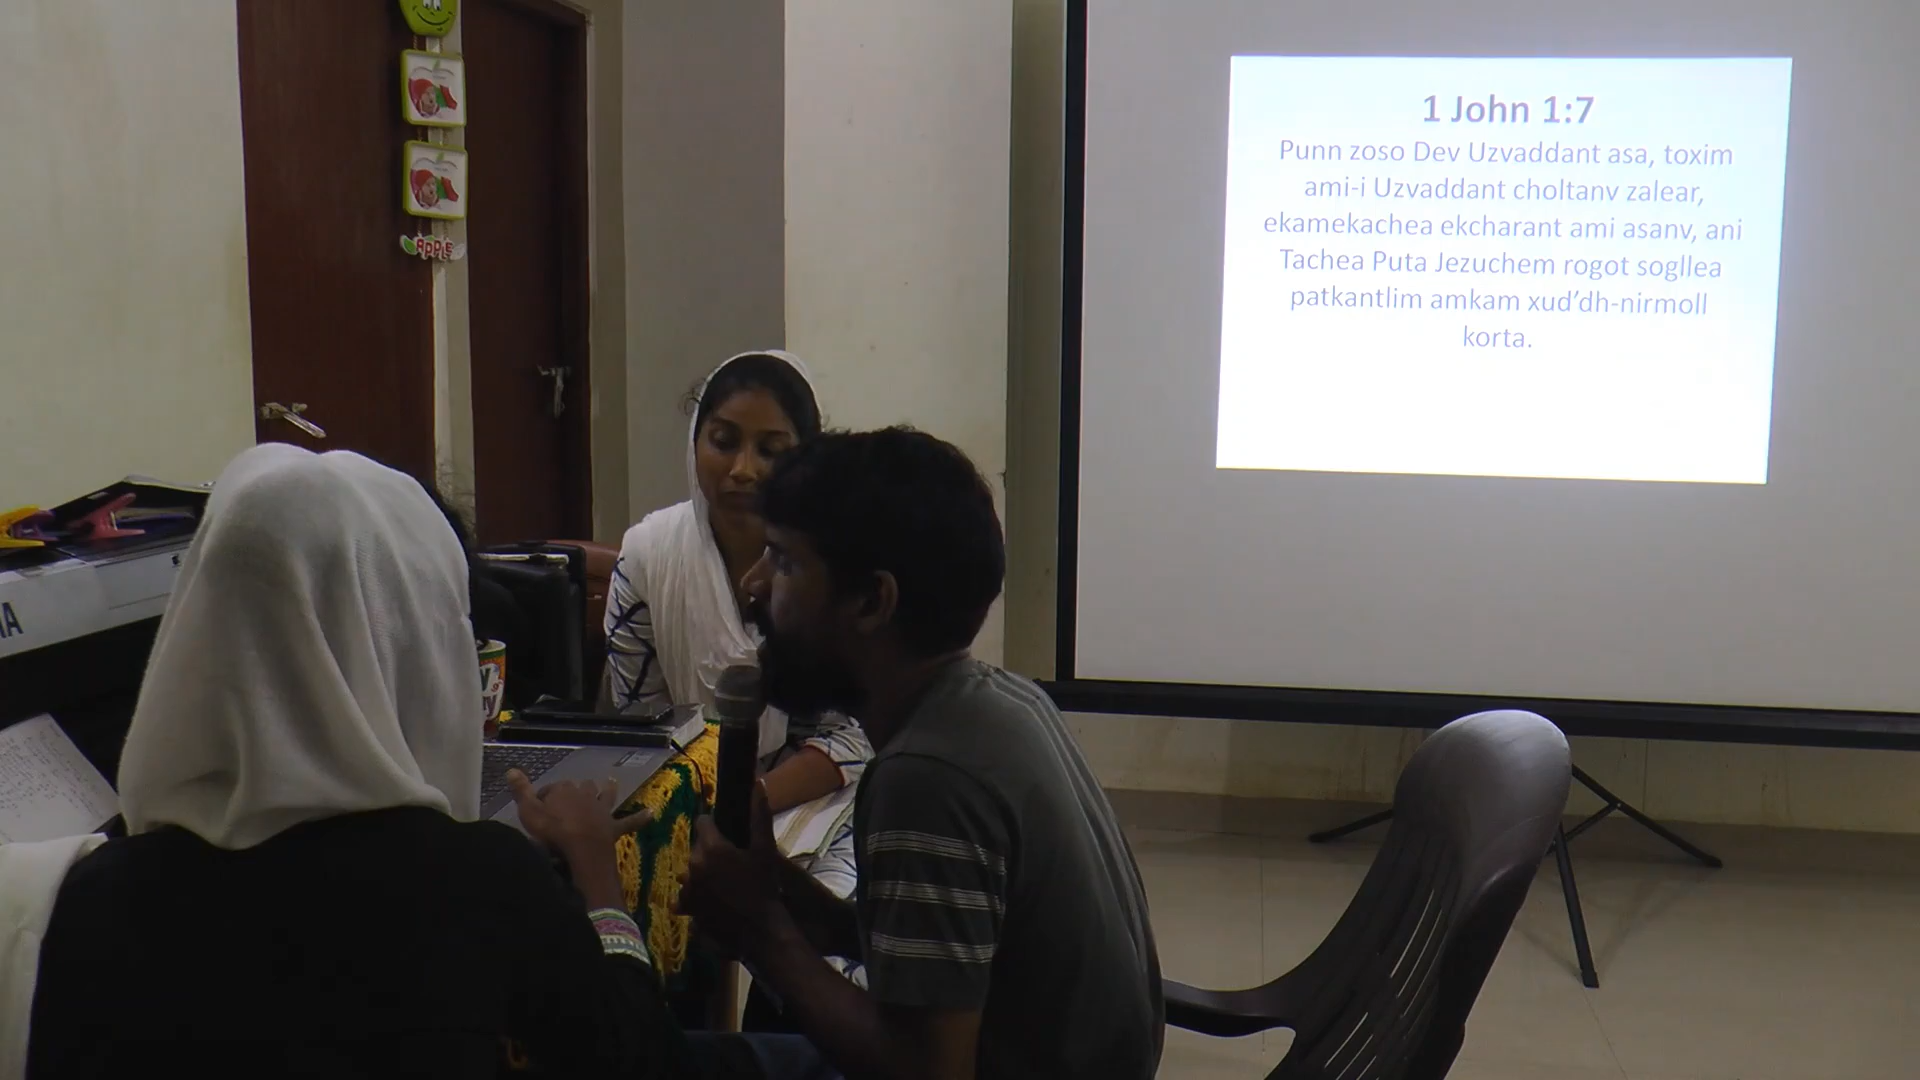 1 John 1:7
Punn zoso Dev Uzvaddant asa, toxim
ami-i Uzvaddant choltanv zalear,
ekamekachea ekcharant ami asanv, ani
Tachea Puta Jezuchem rogot sogllea
patkantlim amkam xud’dh-nirmoll
korta.
APPLE